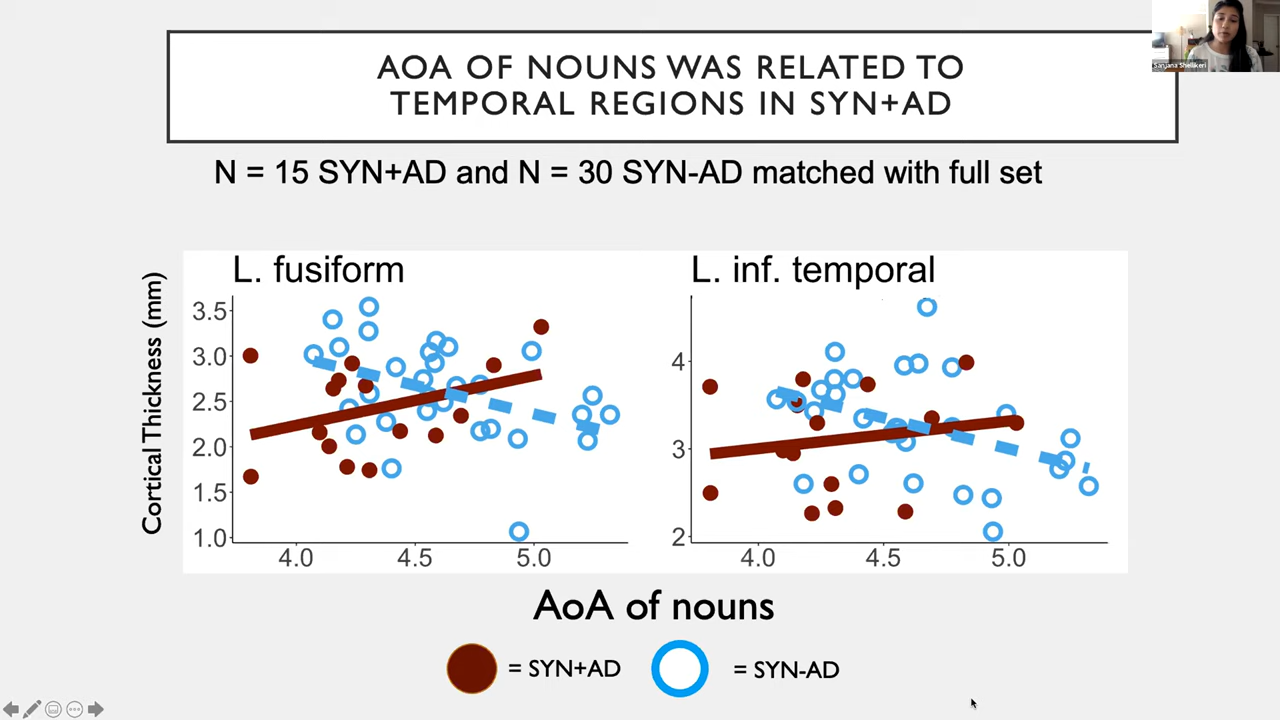 Sanjana Shellikeri
AOA OF NOUNS WAS RELATED TO
TEMPORAL REGIONS IN SYN+AD
N = 15 SYN+AD and N = 30 SYN-AD matched with full set
Cortical Thickness (mm)
L. fusiform
3.5
3.0
2.5
2.0
1.5
1.0
4.0 4.5 5.0
L. inf. temporal
4
3
2
4.0 4.5 5.0
AoA of nouns
= SYN+AD = SYN-AD